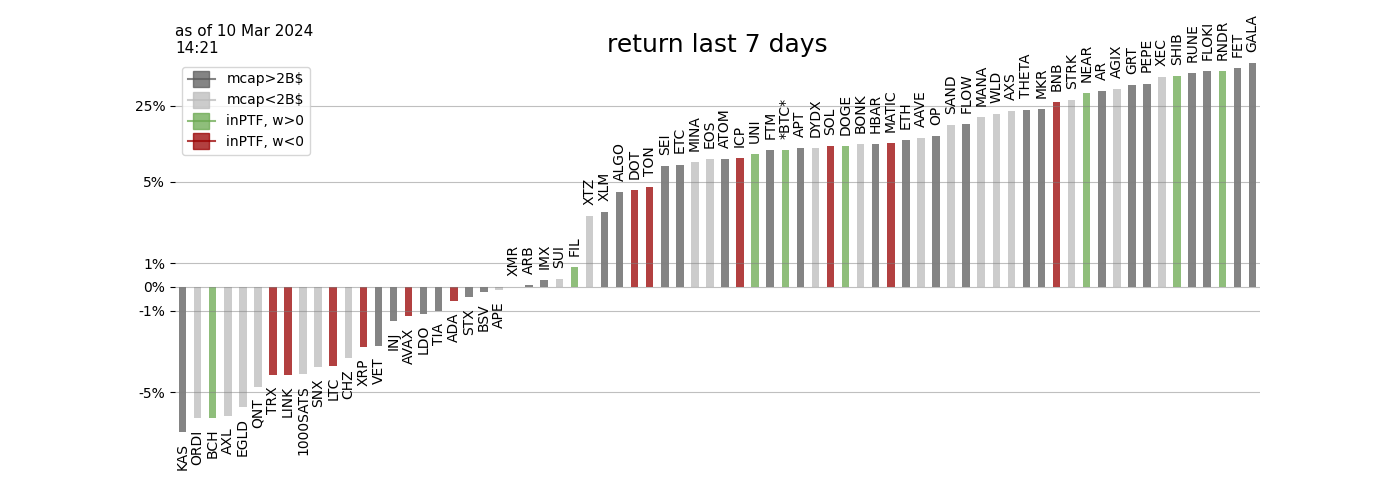 as of 10 Mar 2024
14:21
return last 7 days
mcap>2B$
mcap<2B$
inPTF, w>0
inPTF, w<0
25%
5%
1%
0%
-1%
-5%
KAS
ORDI
BCH
AXL
EGLD
QNT
TRX
LINK
1000SATS
SNX
LTC
CHZ
XRP
VET
INJ
AVAX
LDO
TIA
ADA
STX
BSV
APE
XMR
ARB
IMX
SUI
FIL
XTZ
XLM
ALGO
DOT
TON
SEI
ETC
MINA
EOS
ATOM
ICP
UNI
FTM
*BTC*
APT
DYDX
SOL
DOGE
BONK
HBAR
MATIC
ETH
AAVE
OP
SAND
FLOW
MANA
WLD
AXS
THETA
MKR
BNB
STRK
NEAR
AR
AGIX
GRT
PEPE
XEC
SHIB
RUNE
FLOKI
RNDR
FET
GALA